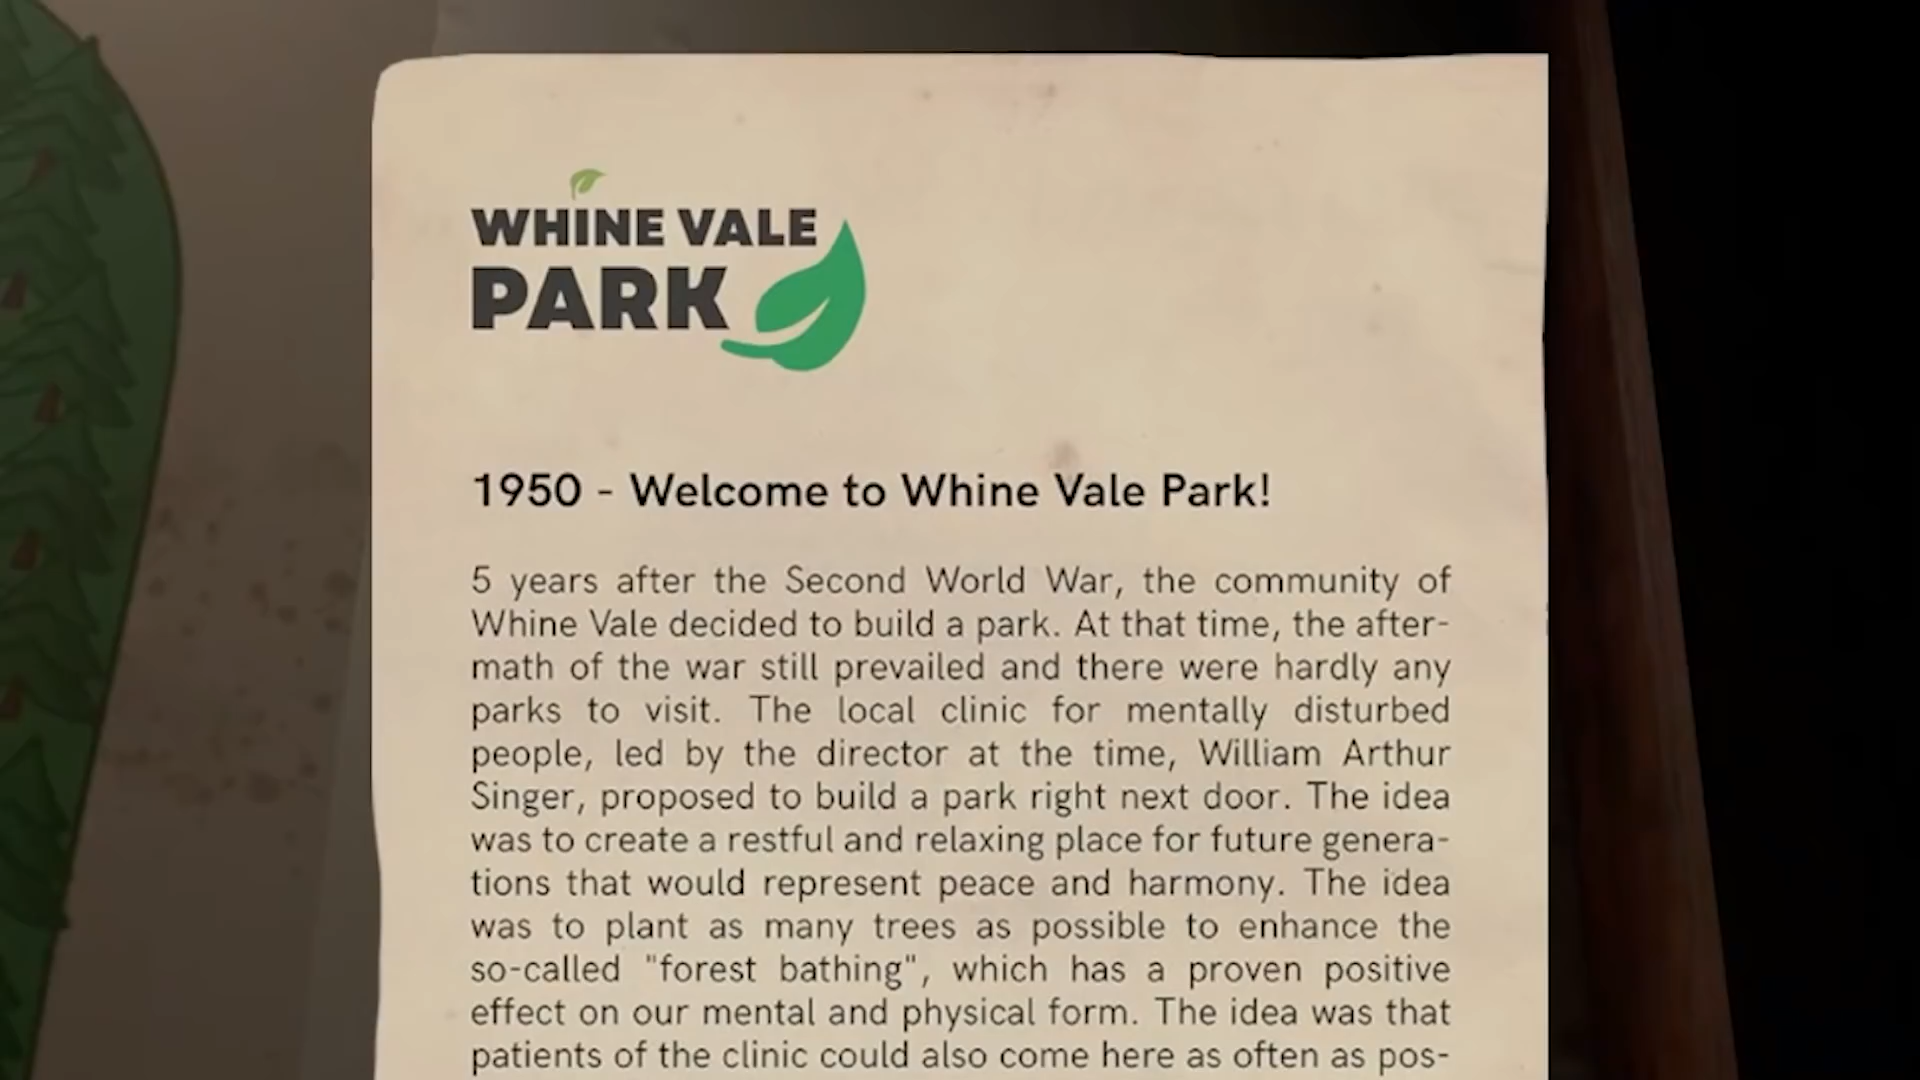 WHINE VALE
PARK
1950 - Welcome to Whine Vale Park!
5 years after the Second World War, the community of
Whine Vale decided to build a park. At that time, the after-
math of the war still prevailed and there were hardly any
parks to visit. The local clinic for mentally disturbed
people, led by the director at the time, William Arthur
Singer, proposed to build a park right next door. The idea
was to create a restful and relaxing place for future genera-
tions that would represent peace and harmony. The idea
was to plant as many trees as possible to enhance the
so-called "forest bathing", which has a proven positive
effect on our mental and physical form. The idea was that
patients of the clinic could also come here as often as pos-